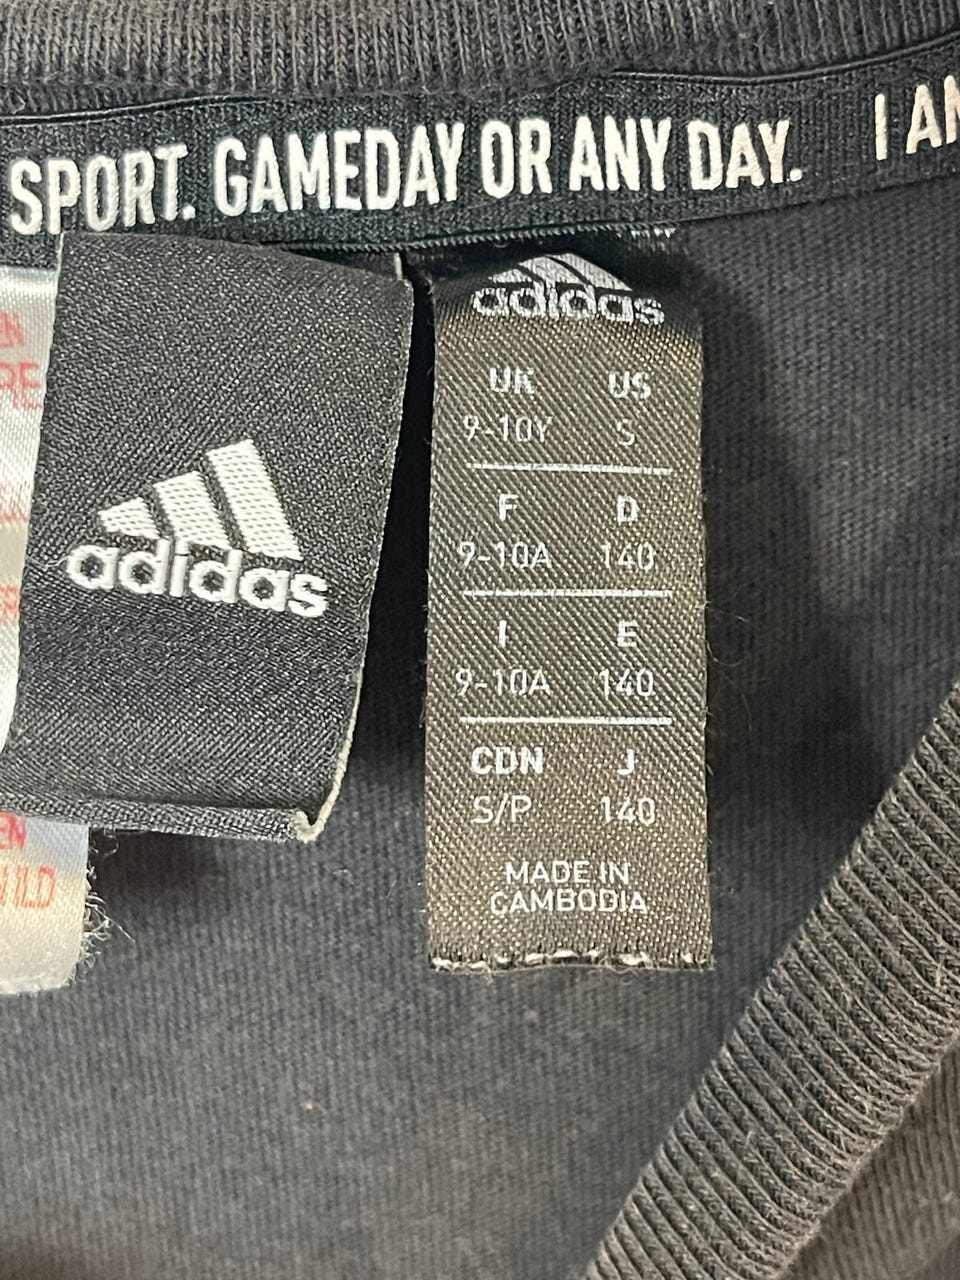 SPORT. GAMEDAY OR ANY DAY. I
adidas
adidas
UK US
9-10Y S
F D
9-10A 140
I E
9-10A 140
CDN J
S/P 140
MADE IN
CAMBODIA